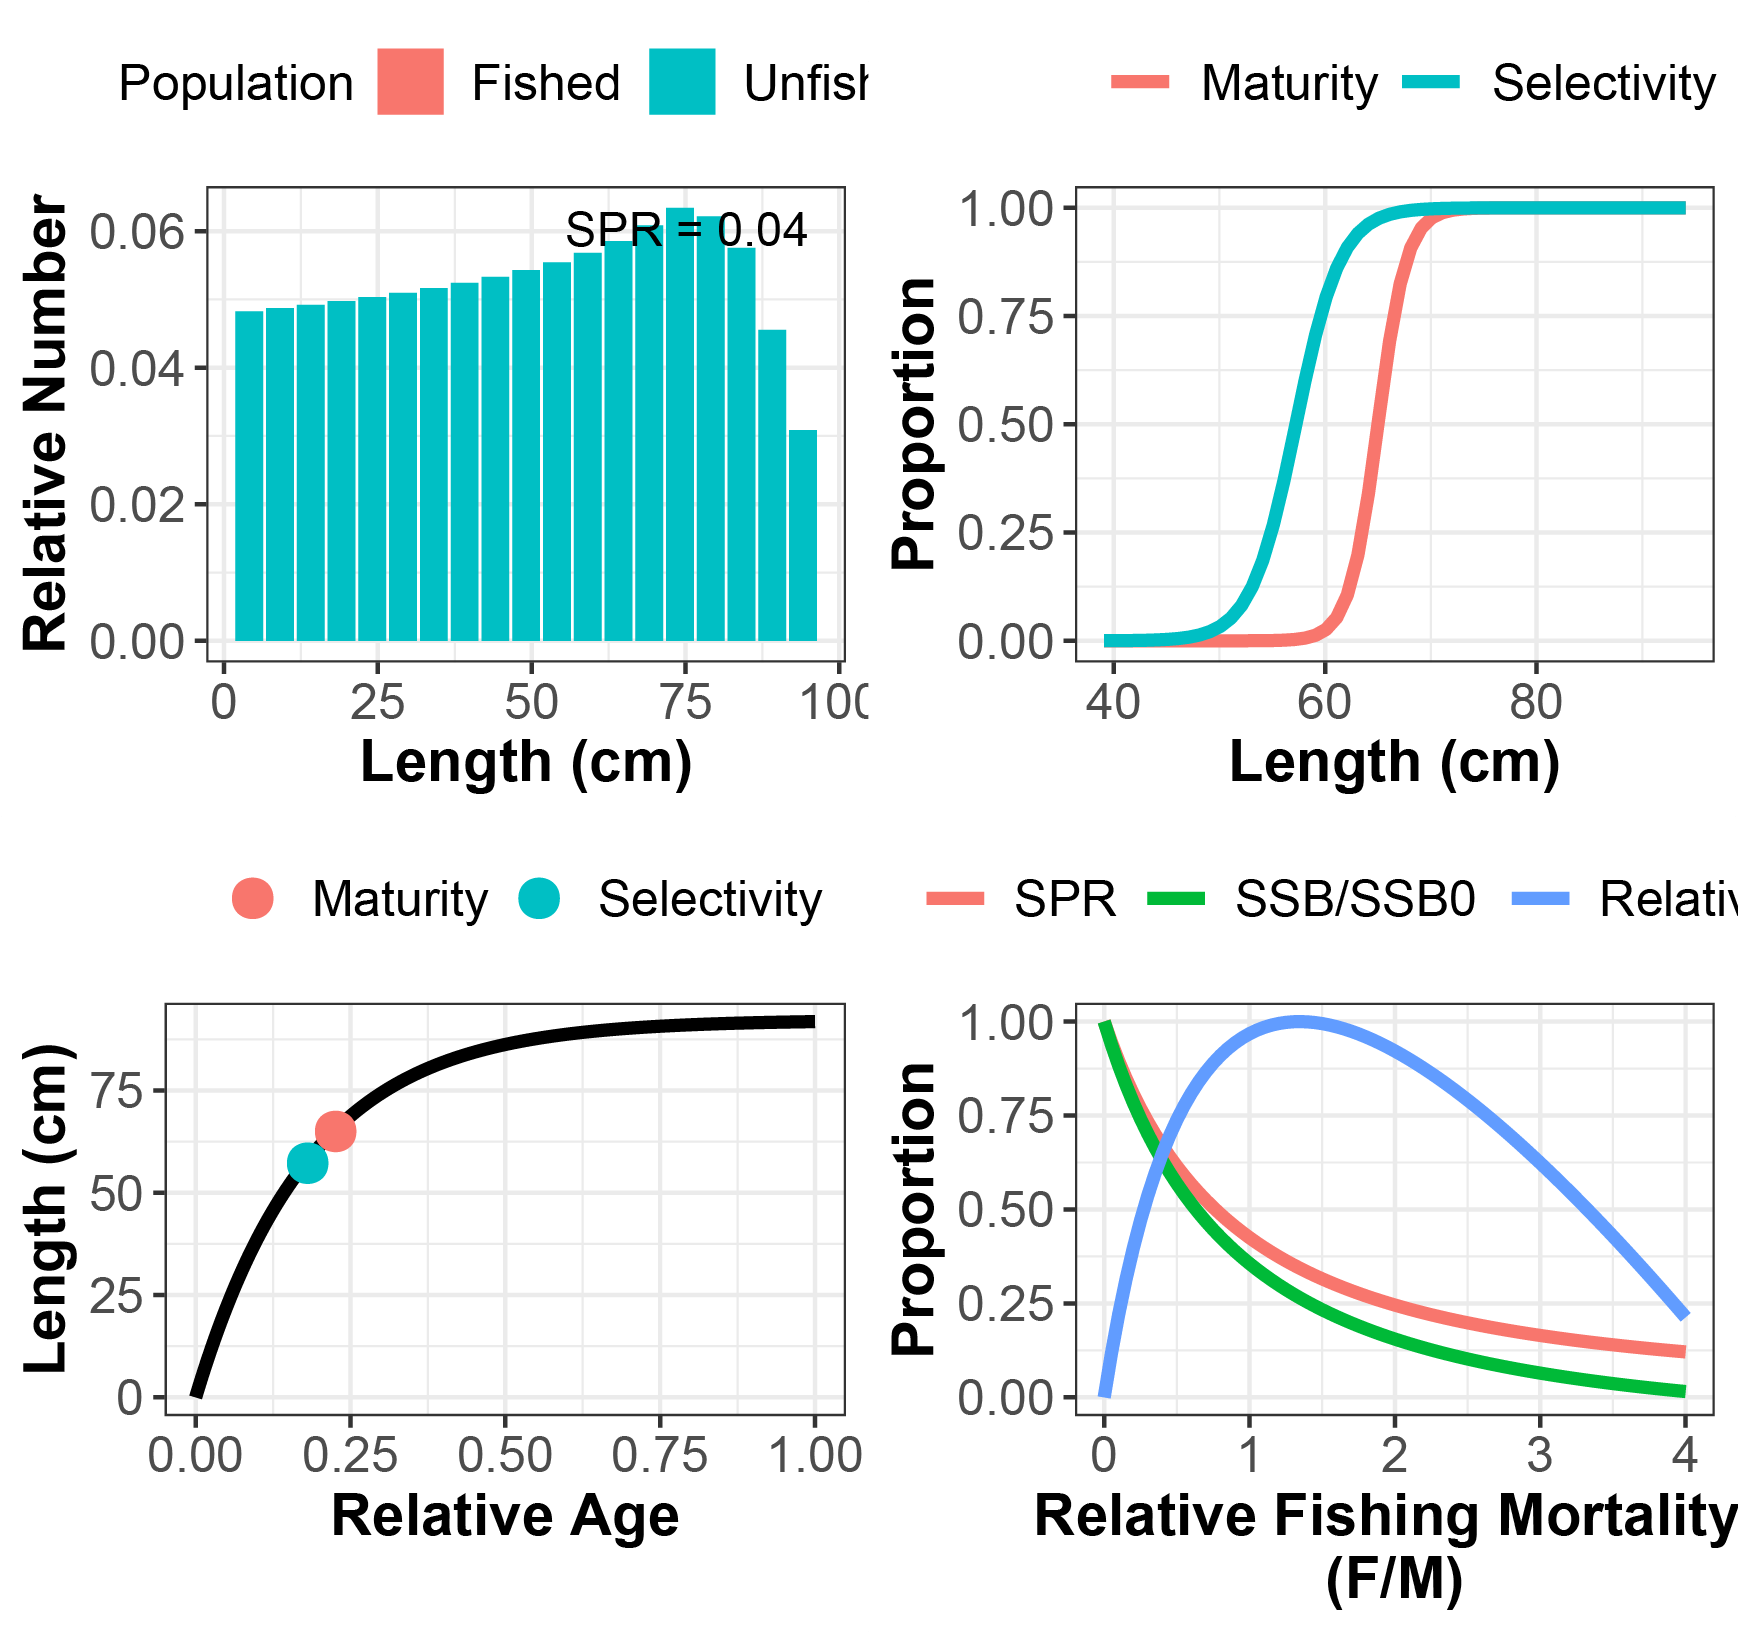 Population Fished Unfish
Relative Number
0.06
0.04
0.02
0.00
SPR = 0.04
0 25 50 75 100
Length (cm)
Maturity Selectivity
Proportion
1.00
0.75
0.50
0.25
0.00
40 60 80
Length (cm)
Maturity Selectivity
Length (cm)
75
50
25
0
0.00 0.25 0.50 0.75 1.00
Relative Age
SPR SSB/SSB0 Relativ
Proportion
1.00
0.75
0.50
0.25
0.00
0 1 2 3 4
Relative Fishing Mortality
(F/M)